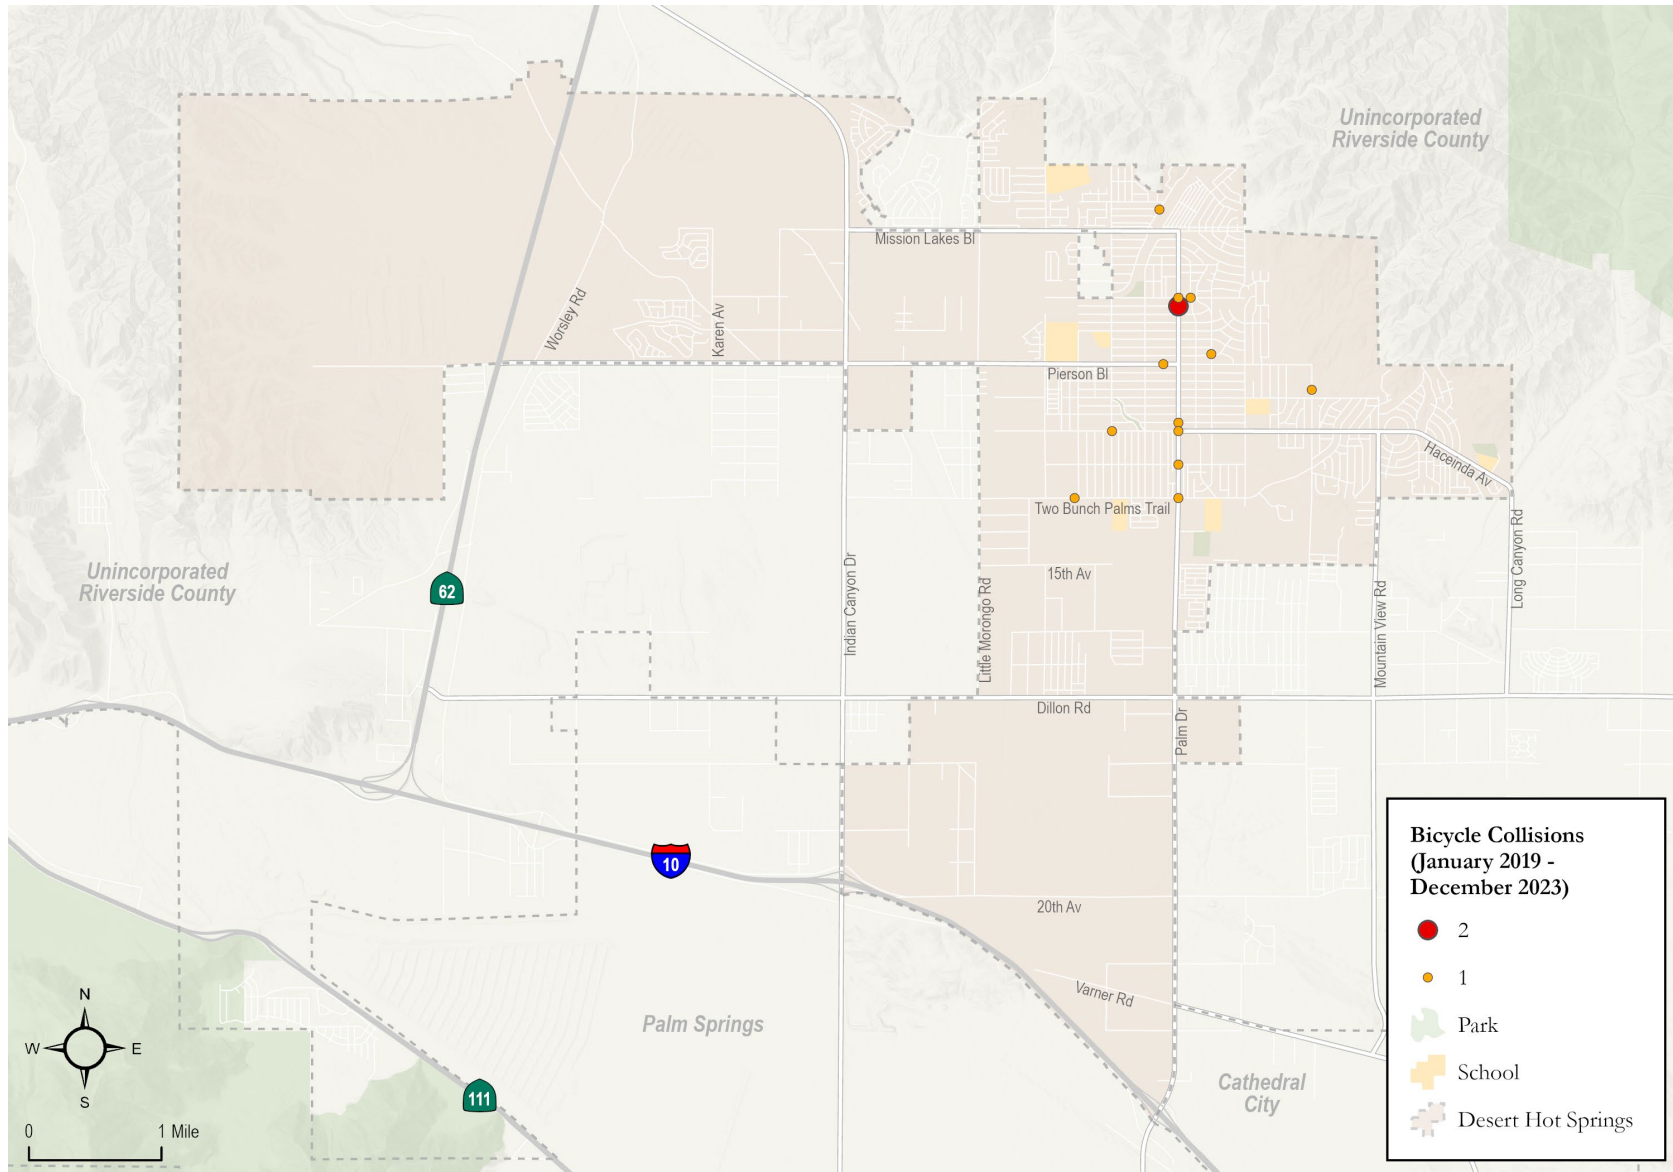 Unincorporated
Riverside County
Mission Lakes Bl
Worsley Rd
Karen Av
Pierson Bl
Haceinda Av
Two Bunch Palms Trail
Unincorporated
Riverside County
62
15th Av
Indian Canyon Dr
Little Morongo Rd
Mountain View Rd
Long Canyon Rd
Dillon Rd
Palm Dr
10
20th Av
Varner Rd
Palm Springs
Cathedral
City
111
N
W
E
S
0
1 Mile
Bicycle Collisions
(January 2019 -
December 2023)
2
1
Park
School
Desert Hot Springs